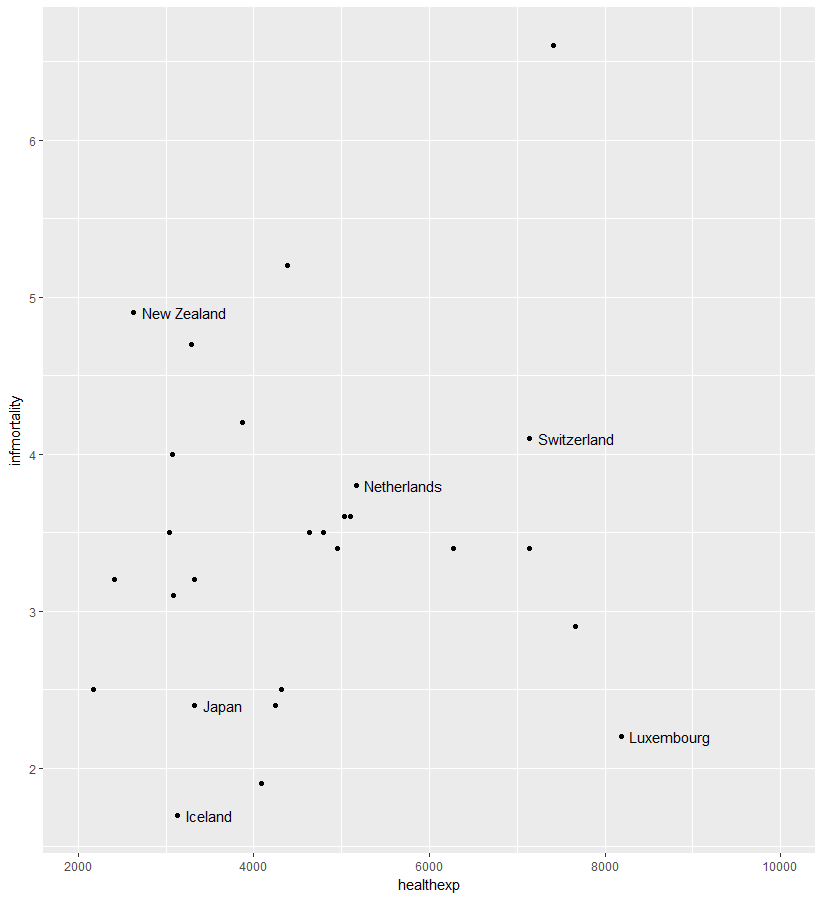 6
5
New Zealand
Switzerland
infmortality
4
Netherlands
3
Japan
Luxembourg
2
Iceland
2000 4000 6000 8000 10000
healthexp